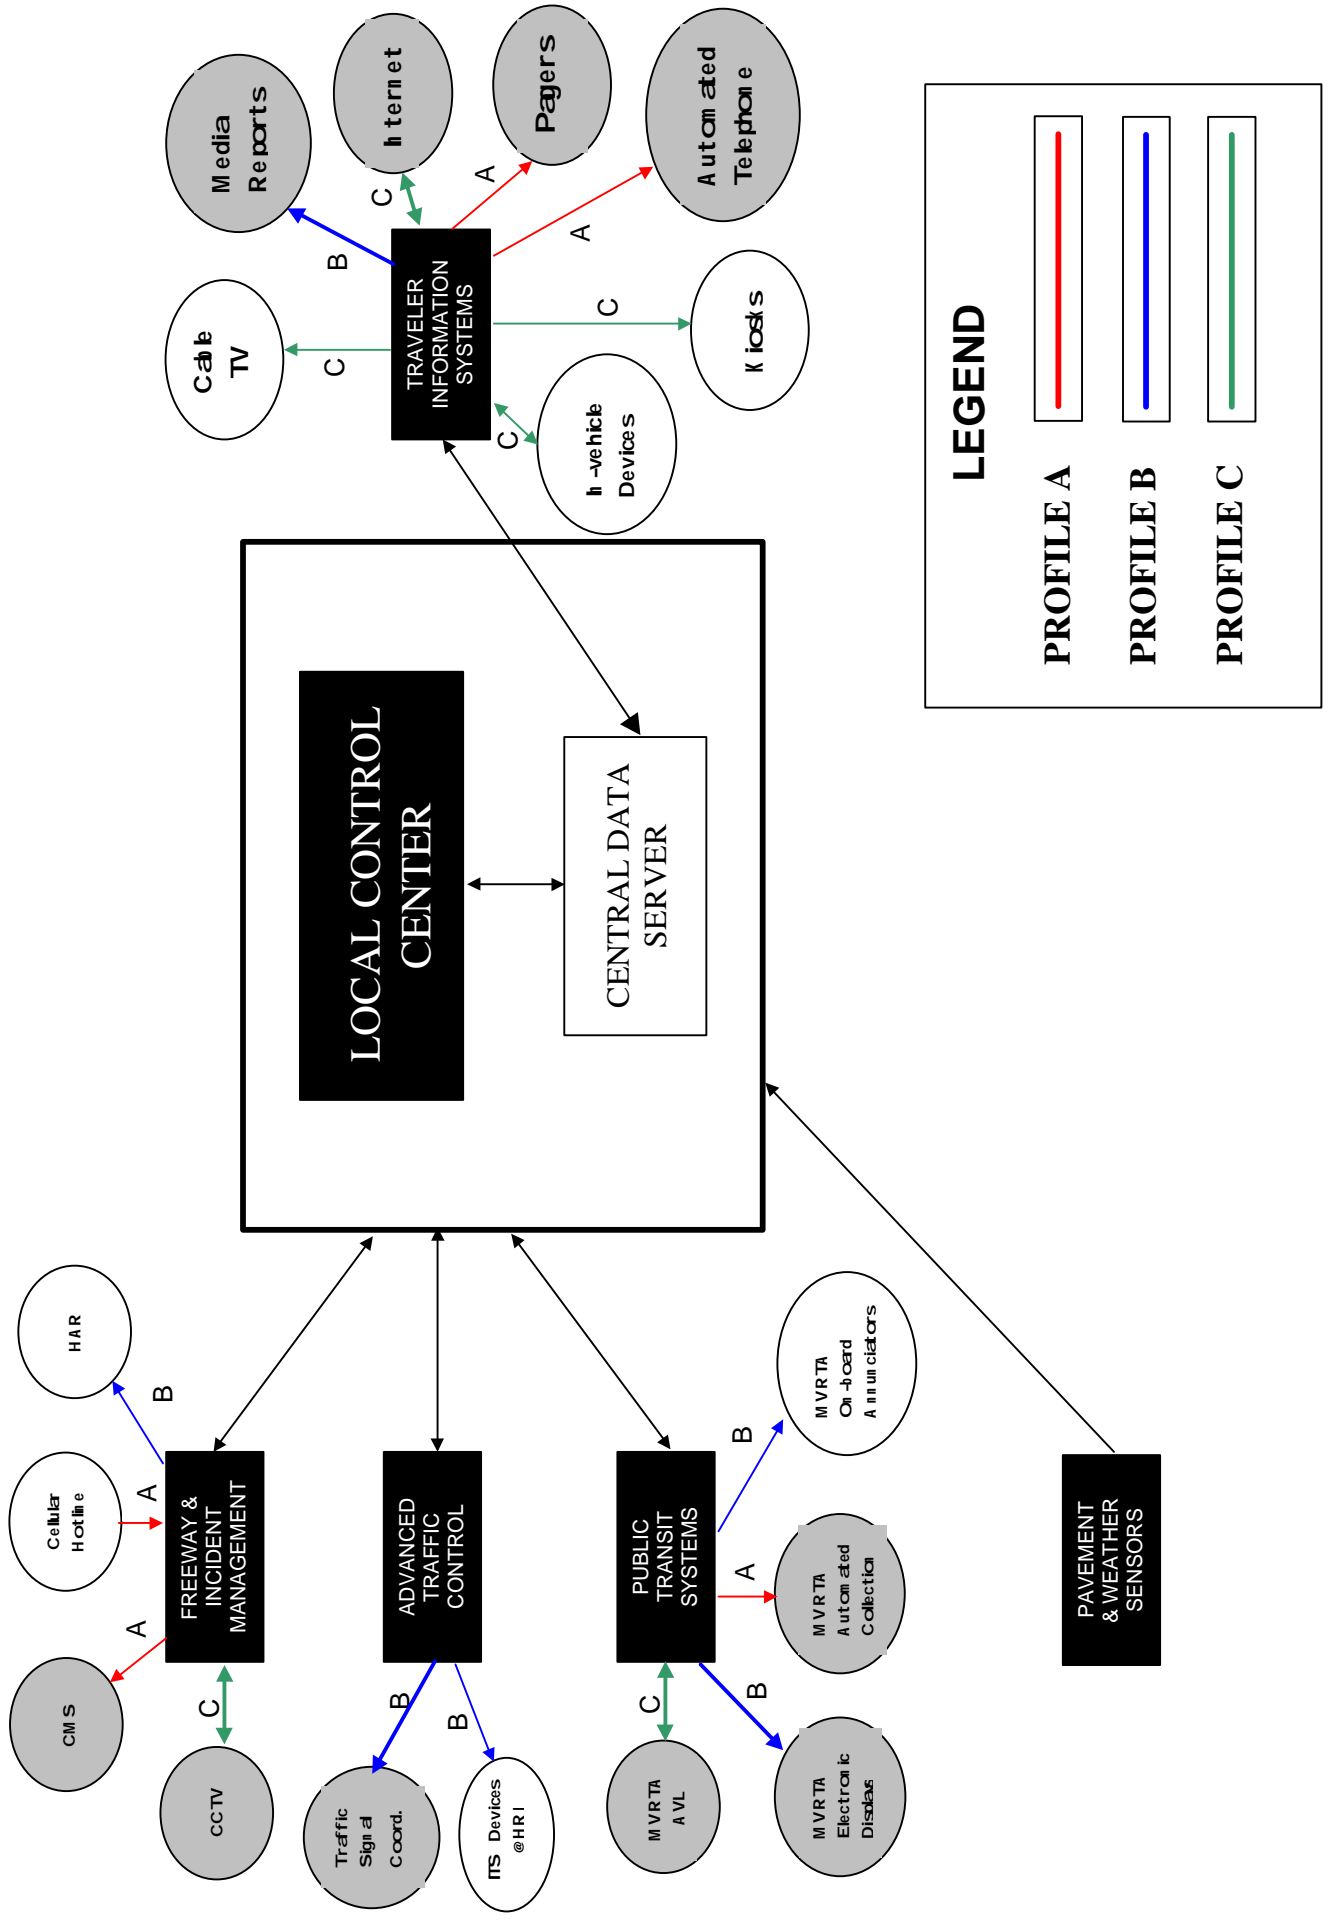 CCTV
CMS
Cellular
Hotline
HAR
C
A
A
B
FREEWAY &
INCIDENT
MANAGEMENT
Traffic
Signal
Coord.
ITS Devices
@HRI
B
B
ADVANCED
TRAFFIC
CONTROL
MVRTA
AVL
MVRTA
Electronic
Displays
MVRTA
Automated
Collection
MVRTA
On-board
Annunciators
C
B
A
B
PUBLIC
TRANSIT
SYSTEMS
PAVEMENT
& WEATHER
SENSORS
LOCAL CONTROL
CENTER
CENTRAL DATA
SERVER
TRAVELER
INFORMATION
SYSTEMS
Cable
TV
C
Media
Reports
B
Internet
C
Pagers
A
Automated
Telephone
A
Kiosks
C
In-vehicle
Devices
C
LEGEND
PROFILE A
PROFILE B
PROFILE C